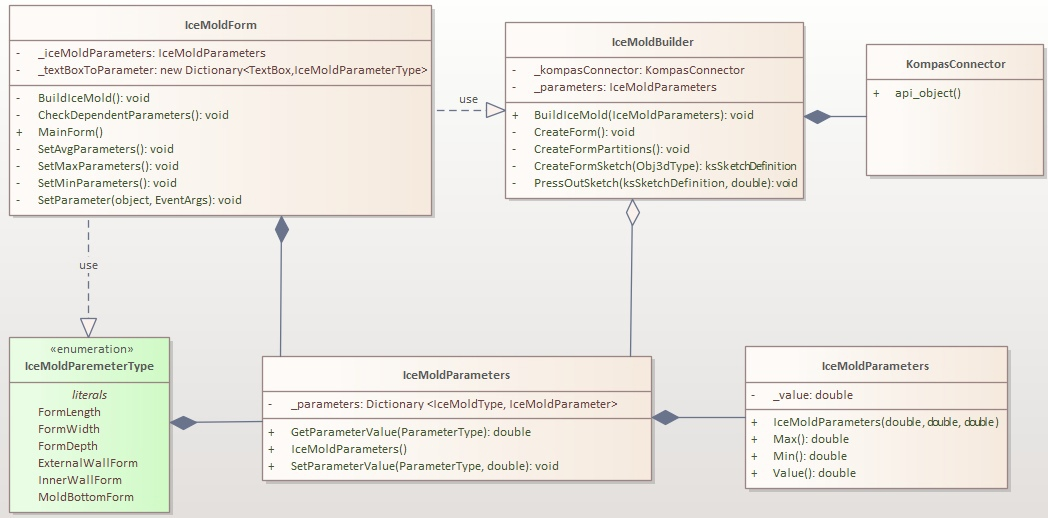 IceMoldForm
- _iceMoldParameters: IceMoldParameters
- _textBoxToParameter: new Dictionary<TextBox,IceMoldParameterType>
- BuildIceMold(): void
- CheckDependentParameters(): void
+ MainForm()
- SetAvgParameters(): void
- SetMaxParameters(): void
- SetMinParameters(): void
- SetParameter(object, EventArgs): void
use
IceMoldBuilder
- _kompasConnector: KompasConnector
- _parameters: IceMoldParameters
+ BuildIceMold(IceMoldParameters): void
- CreateForm(): void
- CreateFormPartitions(): void
- CreateFormSketch(Obj3dType): ksSketchDefinition
- PressOutSketch(ksSketchDefinition, double): void
KompasConnector
+ api_object()
use
«enumeration»
IceMoldParemeterType
literals
FormLength
FormWidth
FormDepth
ExternalWallForm
InnerWallForm
MoldBottomForm
IceMoldParameters
- _parameters: Dictionary <IceMoldType, IceMoldParameter>
+ GetParameterValue(ParameterType): double
+ IceMoldParameters()
+ SetParameterValue(ParameterType, double): void
IceMoldParameters
- _value: double
+ IceMoldParameters(double, double, double)
+ Max(): double
+ Min(): double
+ Value(): double